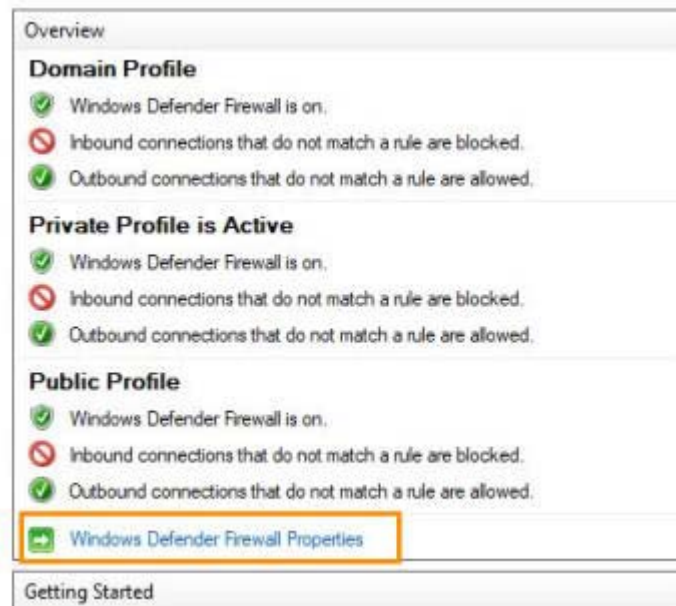 Overview
Domain Profile
Windows Defender Firewall is on.
Inbound connections that do not match a rule are blocked.
Outbound connections that do not match a rule are allowed.
Private Profile is Active
Windows Defender Firewall is on.
Inbound connections that do not match a rule are blocked.
Outbound connections that do not match a rule are allowed.
Public Profile
Windows Defender Firewall is on.
Inbound connections that do not match a rule are blocked.
Outbound connections that do not match a rule are allowed.
Windows Defender Firewall Properties
Getting Started